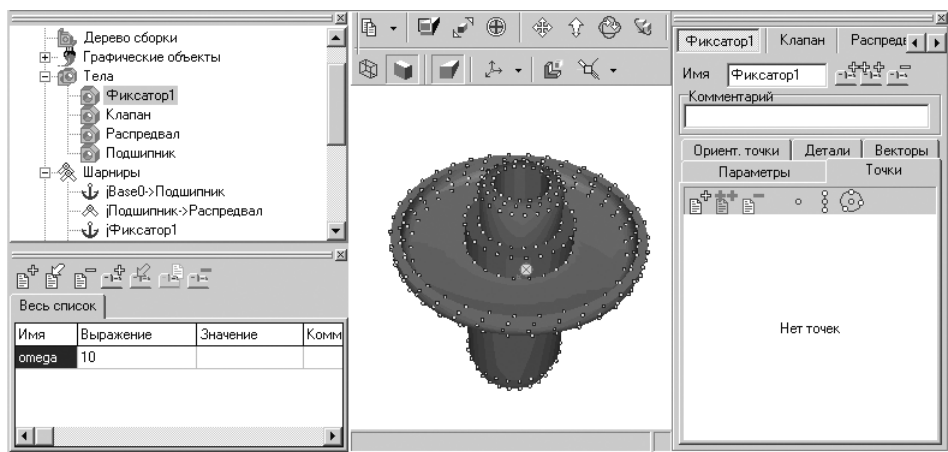 Дерево сборки
Графические объекты
Тела
Фиксатор1
Клапан
Распредвал
Подшипник
Шарниры
jBase0->Подшипник
jПодшипник->Распредвал
jФиксатор1
Весь список
Имя Выражение Значение Комм
omega 10
Фиксатор1 Клапан Распредв
Имя Фиксатор1
Комментарий
Ориент. точки Детали Векторы
Параметры Точки
Нет точек